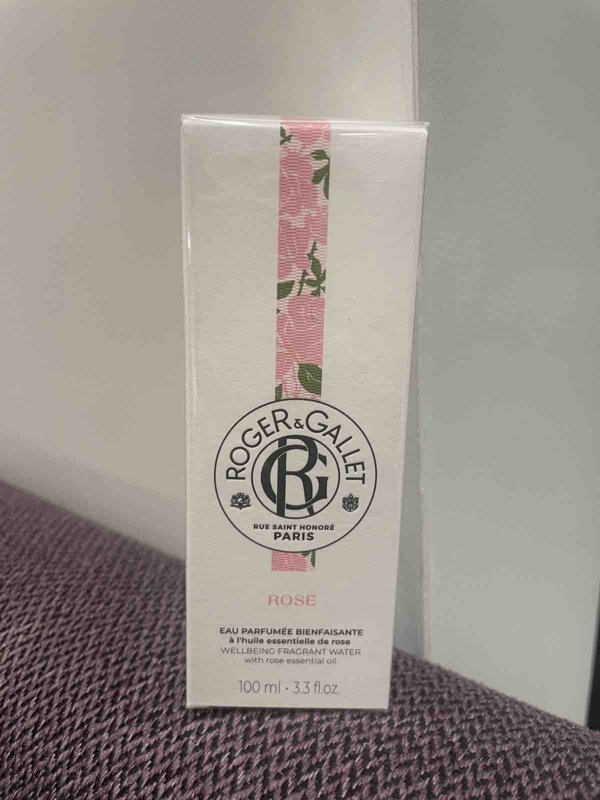 ROGER & GALLET
RG
RUE SAINT HONORÉ
PARIS
ROSE
EAU PARFUMÉE BIENFAISANTE
à l'huile essentielle de rose
WELLBEING FRAGRANT WATER
with rose essential oil
100 ml • 3.3 fl.oz.